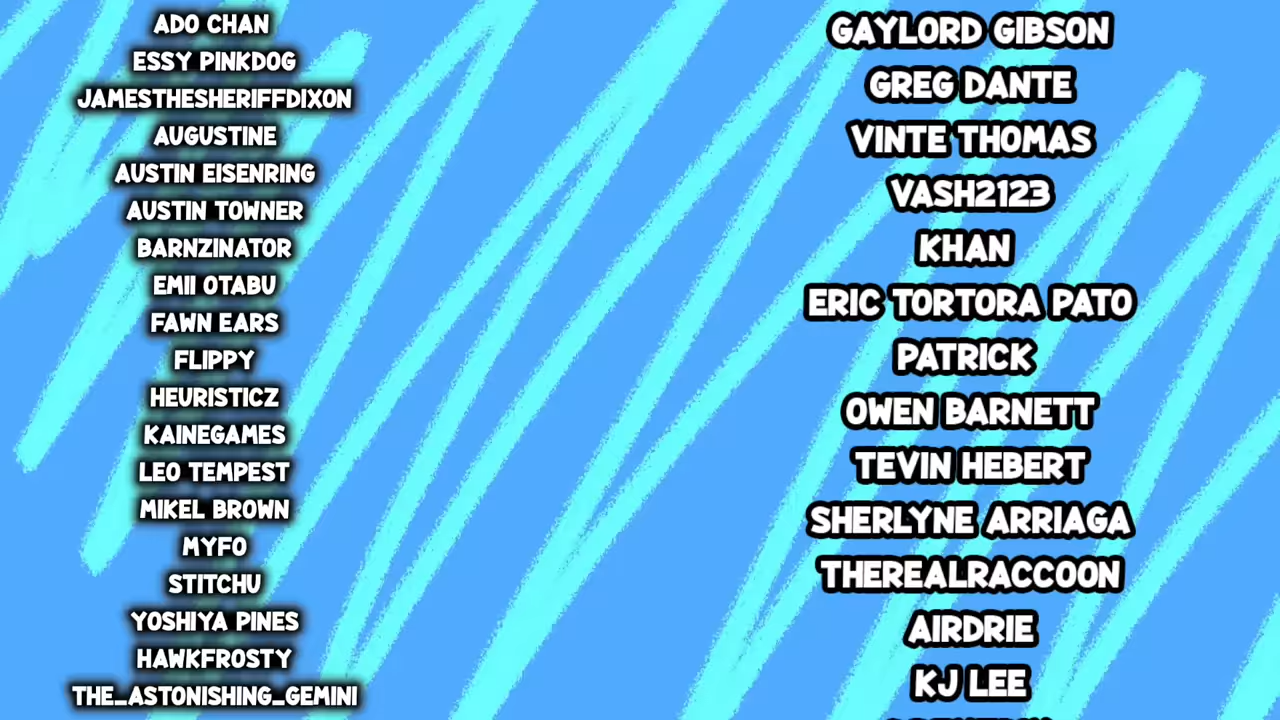 ADO CHAN
ESSY PINKDOG
JAMESTHESHERIFFDIXON
AUGUSTINE
AUSTIN EISENRING
AUSTIN TOWNER
BARNZINATOR
EMII OTABU
FAWN EARS
FLIPPY
HEURISTICZ
KAINEGAMES
LEO TEMPEST
MIKEL BROWN
MYFO
STITCHU
YOSHIYA PINES
HAWKFROSTY
THE_ASTONISHING_GEMINI
GAYLORD GIBSON
GREG DANTE
VINTE THOMAS
VASH2123
KHAN
ERIC TORTORA PATO
PATRICK
OWEN BARNETT
TEVIN HEBERT
SHERLYNE ARRIAGA
THEREALRACCOON
AIRDRIE
KJ LEE